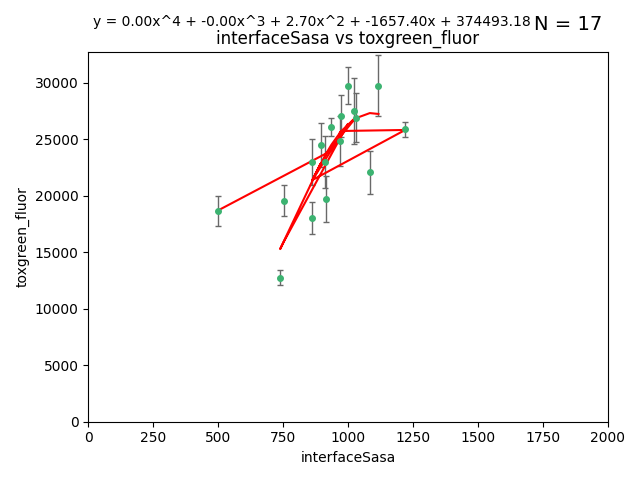 y = 0.00x^4 + -0.00x^3 + 2.70x^2 + -1657.40x + 374493.18
N = 17
interfaceSasa vs toxgreen_fluor
30000
25000
20000
15000
10000
5000
0
toxgreen_fluor
0 250 500 750 1000 1250 1500 1750 2000
interfaceSasa